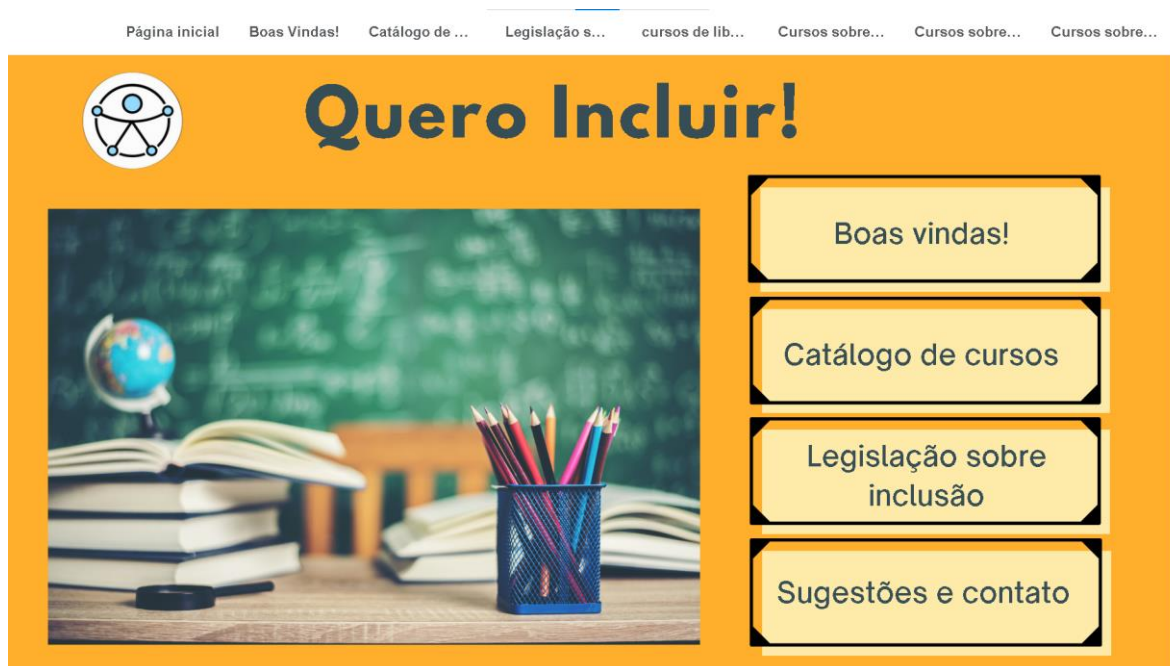 Página inicial
Boas Vindas!
Catálogo de ...
Legislação s...
cursos de lib...
Cursos sobre...
Cursos sobre...
Cursos sobre...
Quero Incluir!
Boas vindas!
Catálogo de cursos
Legislação sobre
inclusão
Sugestões e contato